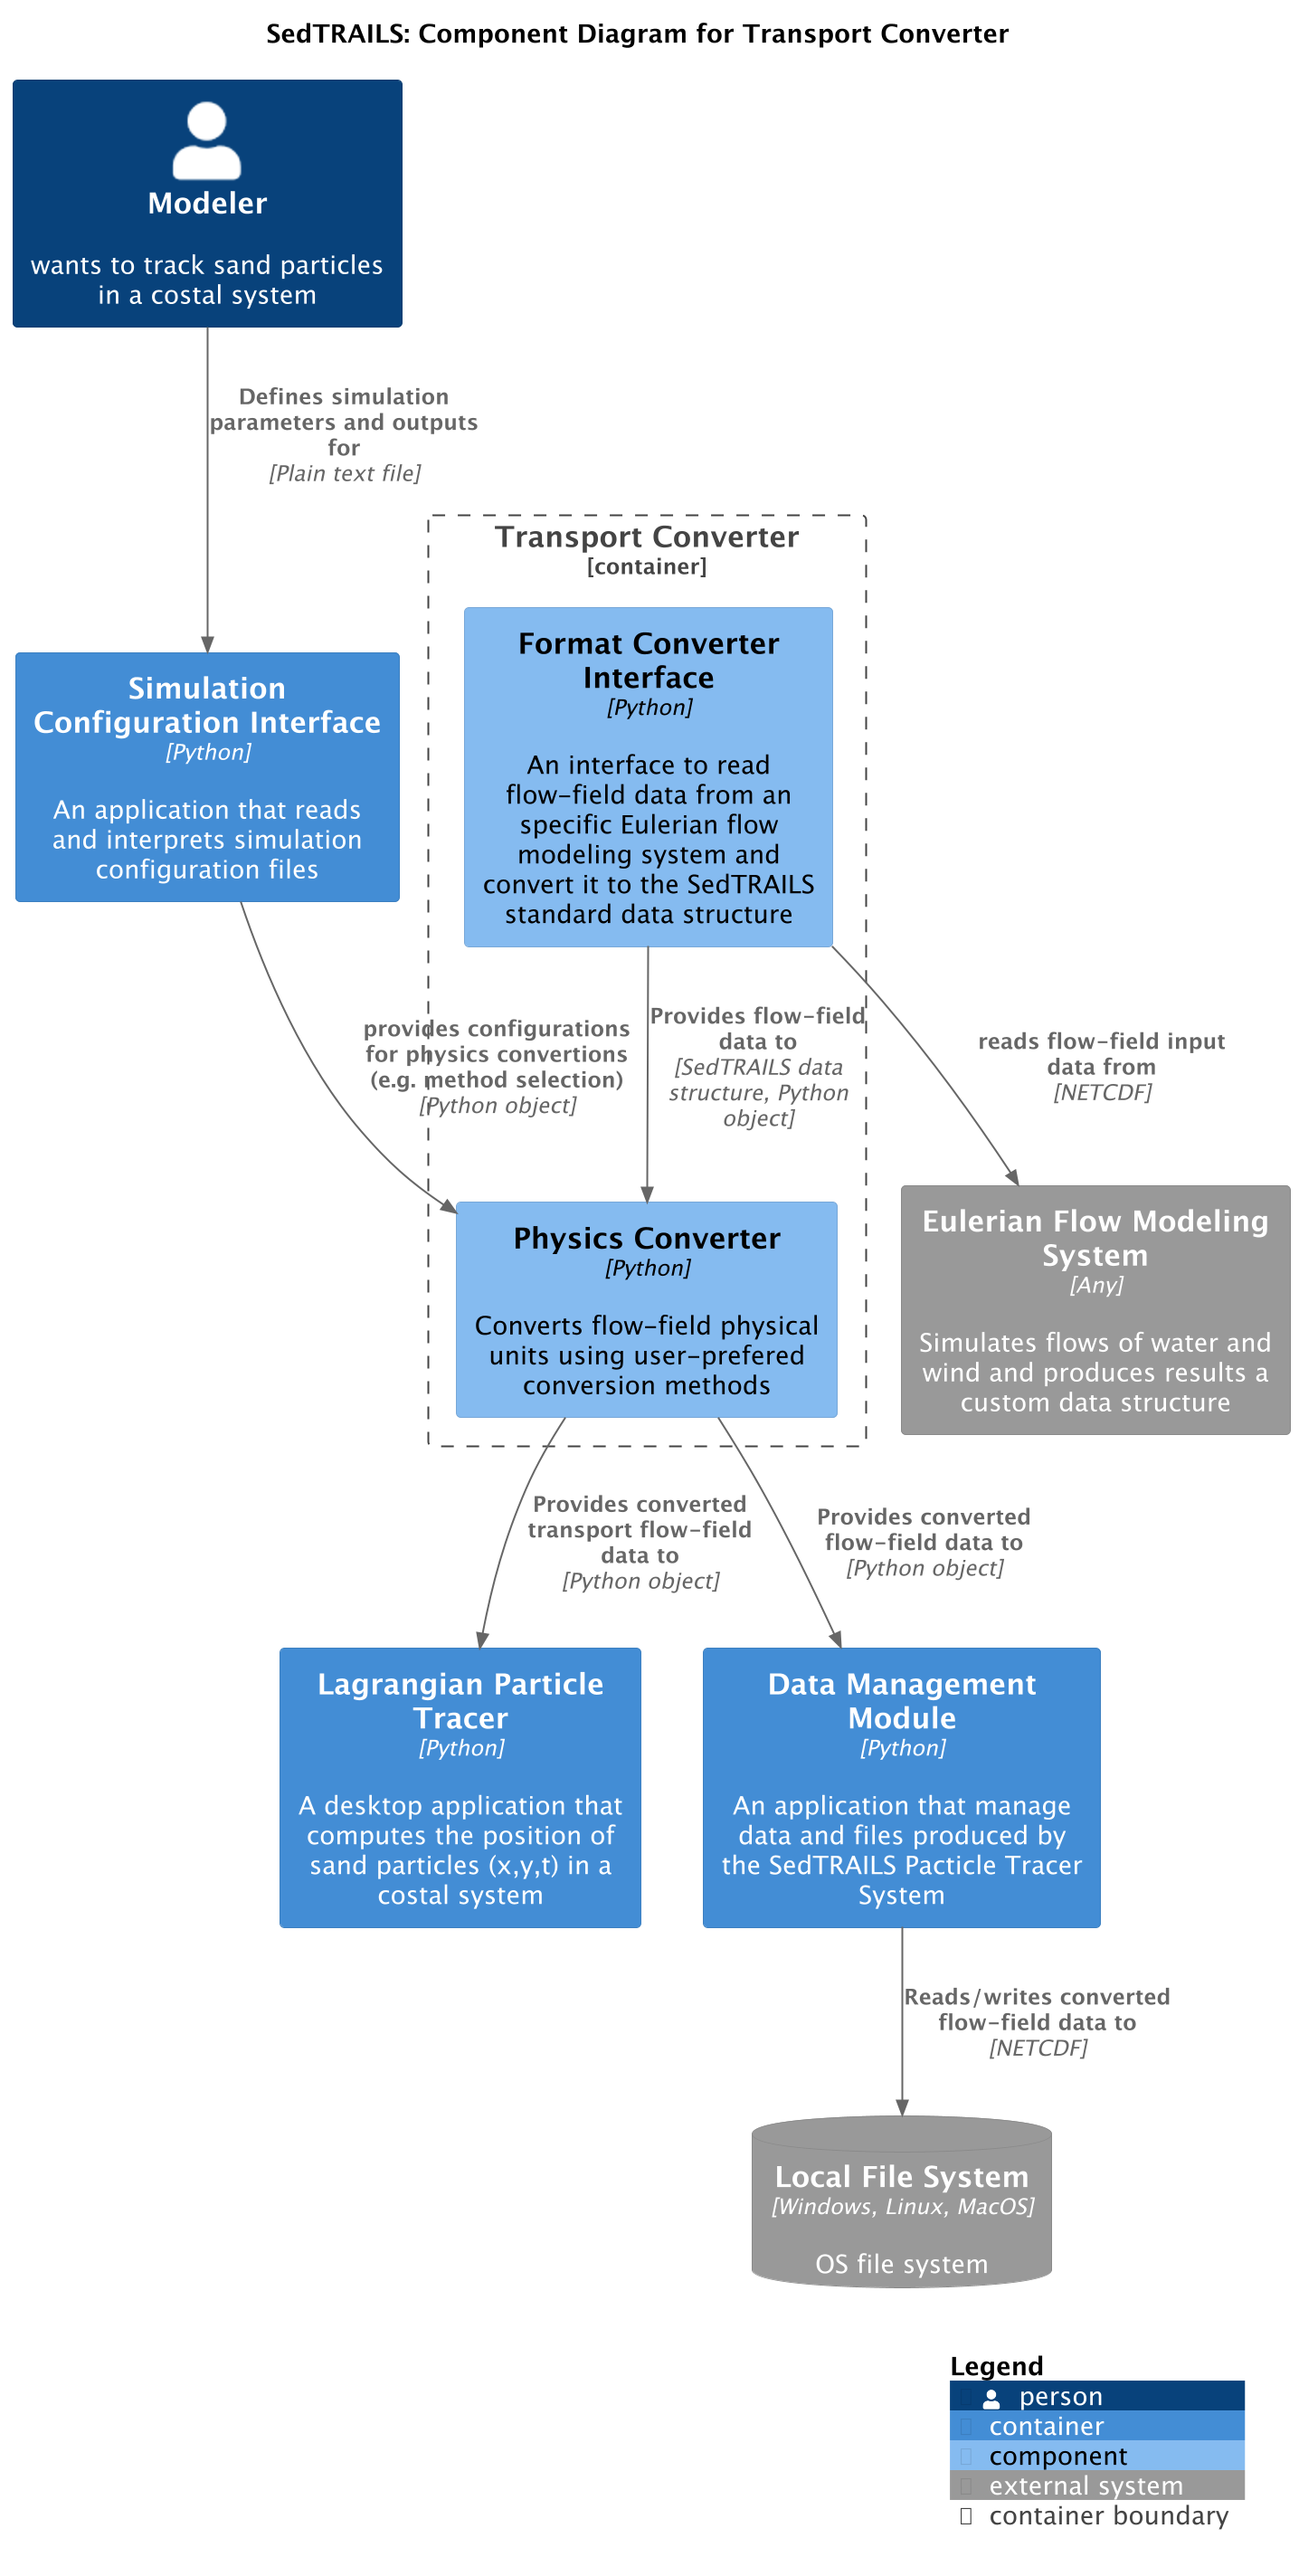 SedTRAILS: Component Diagram for Transport Converter
Modeler
wants to track sand particles
in a costal system
Defines simulation
parameters and outputs
for
[Plain text file]
Transport Converter
[container]
Format Converter
Interface
[Python]
An interface to read
flow-field data from an
specific Eulerian flow
modeling system and
convert it to the SedTRAILS
standard data structure
Simulation
Configuration Interface
[Python]
An application that reads
and interprets simulation
configuration files
provides configurations
for physics convertions
(e.g. method selection)
[Python object]
Provides flow-field
data to
[SedTRAILS data
structure, Python
object]
reads flow-field input
data from
[NETCDF]
Physics Converter
[Python]
Converts flow-field physical
units using user-prefered
conversion methods
Eulerian Flow Modeling
System
[Any]
Simulates flows of water and
wind and produces results a
custom data structure
Provides converted
transport flow-field
data to
[Python object]
Provides converted
flow-field data to
[Python object]
Lagrangian Particle
Tracer
[Python]
A desktop application that
computes the position of
sand particles (x,y,t) in a
costal system
Data Management
Module
[Python]
An application that manage
data and files produced by
the SedTRAILS Pacticle Tracer
System
Reads/writes converted
flow-field data to
[NETCDF]
Local File System
[Windows, Linux, MacOS]
OS file system
Legend
person
container
component
external system
container boundary